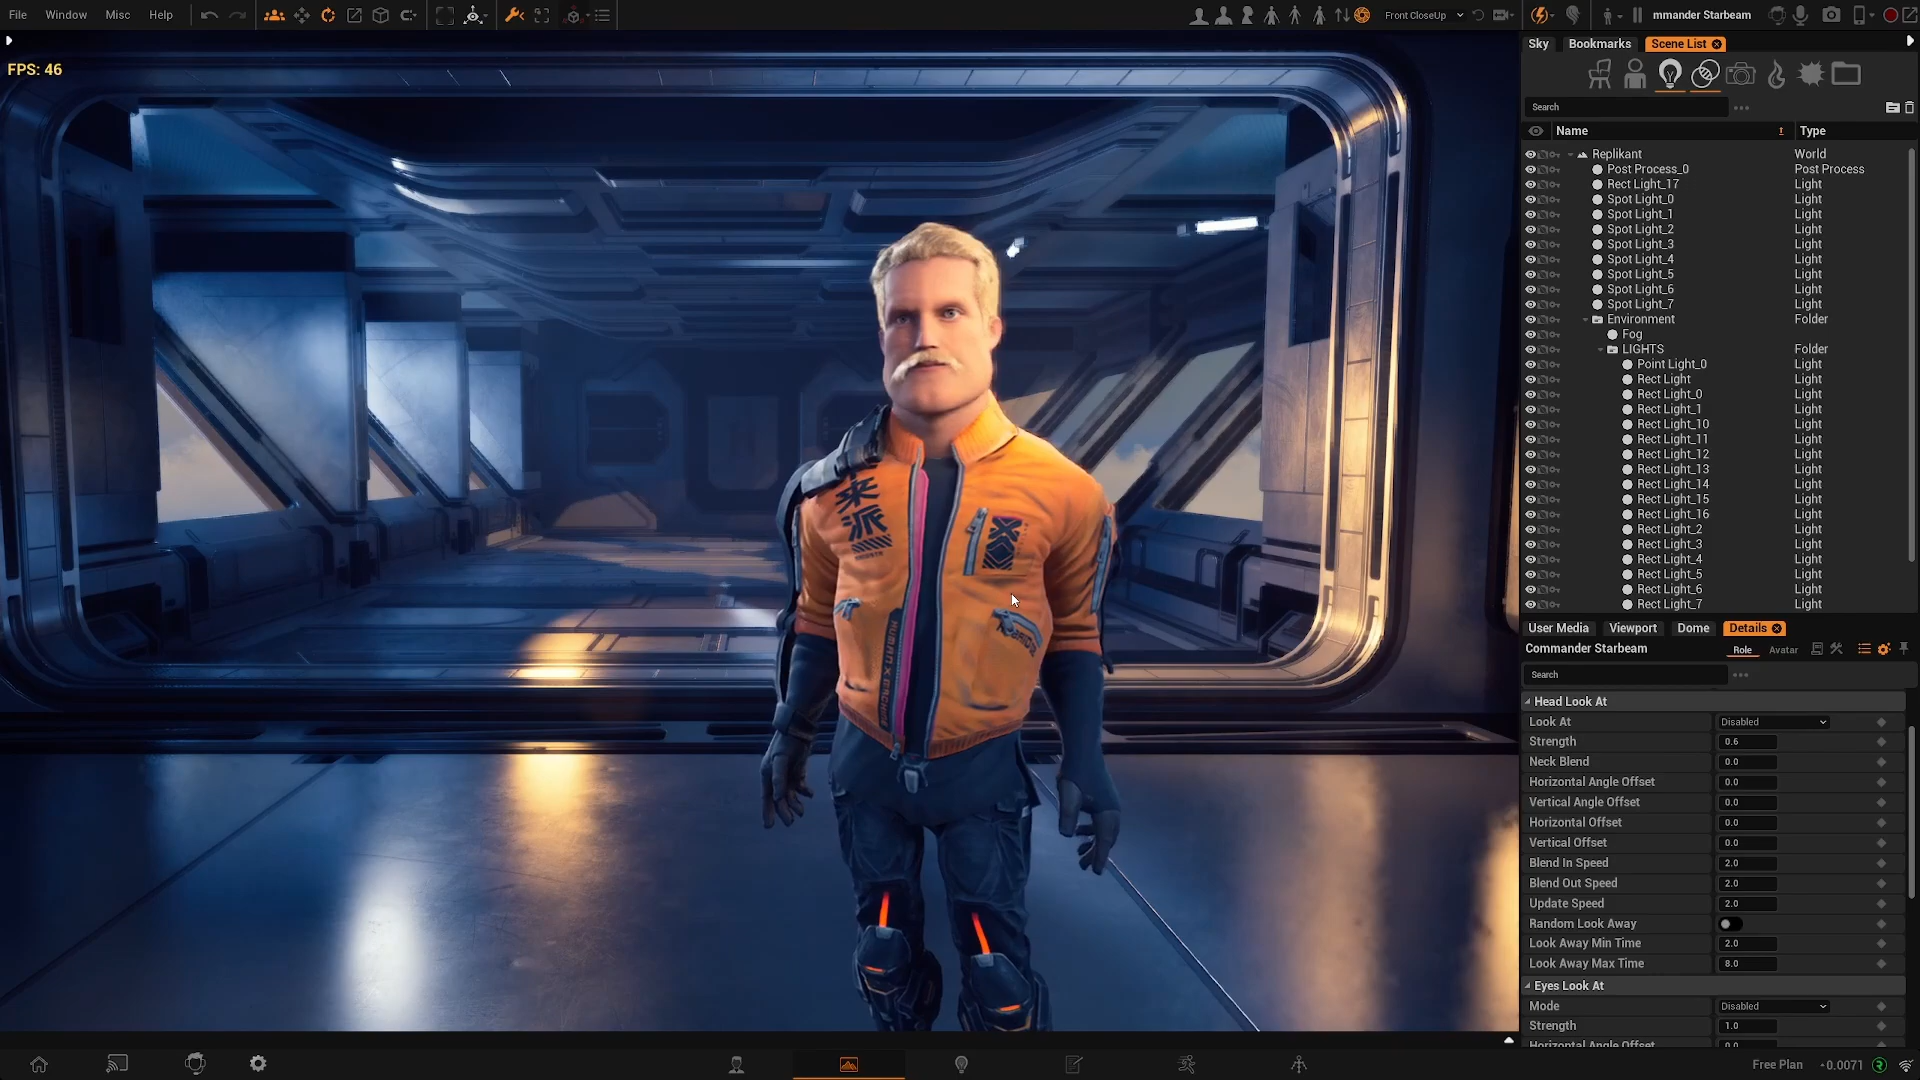 File Window Misc Help
Front CloseUp
mmander Starbeam
FPS: 46
Sky Bookmarks Scene List
Search
Name Type
Replikant World
Post Process_0 Post Process
Rect Light_17 Light
Spot Light_0 Light
Spot Light_1 Light
Spot Light_2 Light
Spot Light_3 Light
Spot Light_4 Light
Spot Light_5 Light
Spot Light_6 Light
Spot Light_7 Light
Environment Folder
Fog
LIGHTS Folder
Point Light_0 Light
Rect Light Light
Rect Light_0 Light
Rect Light_1 Light
Rect Light_10 Light
Rect Light_11 Light
Rect Light_12 Light
Rect Light_13 Light
Rect Light_14 Light
Rect Light_15 Light
Rect Light_16 Light
Rect Light_2 Light
Rect Light_3 Light
Rect Light_4 Light
Rect Light_5 Light
Rect Light_6 Light
Rect Light_7 Light
User Media Viewport Dome Details
Commander Starbeam Role Avatar
Search
Head Look At
Look At Disabled
Strength 0.6
Neck Blend 0.0
Horizontal Angle Offset 0.0
Vertical Angle Offset 0.0
Horizontal Offset 0.0
Vertical Offset 0.0
Blend In Speed 2.0
Blend Out Speed 2.0
Update Speed 2.0
Random Look Away
Look Away Min Time 2.0
Look Away Max Time 8.0
Eyes Look At
Mode Disabled
Strength 1.0
Horizontal Angle Offset 0.0
来派
HUMAN X MACHINE
Free Plan -0.0071